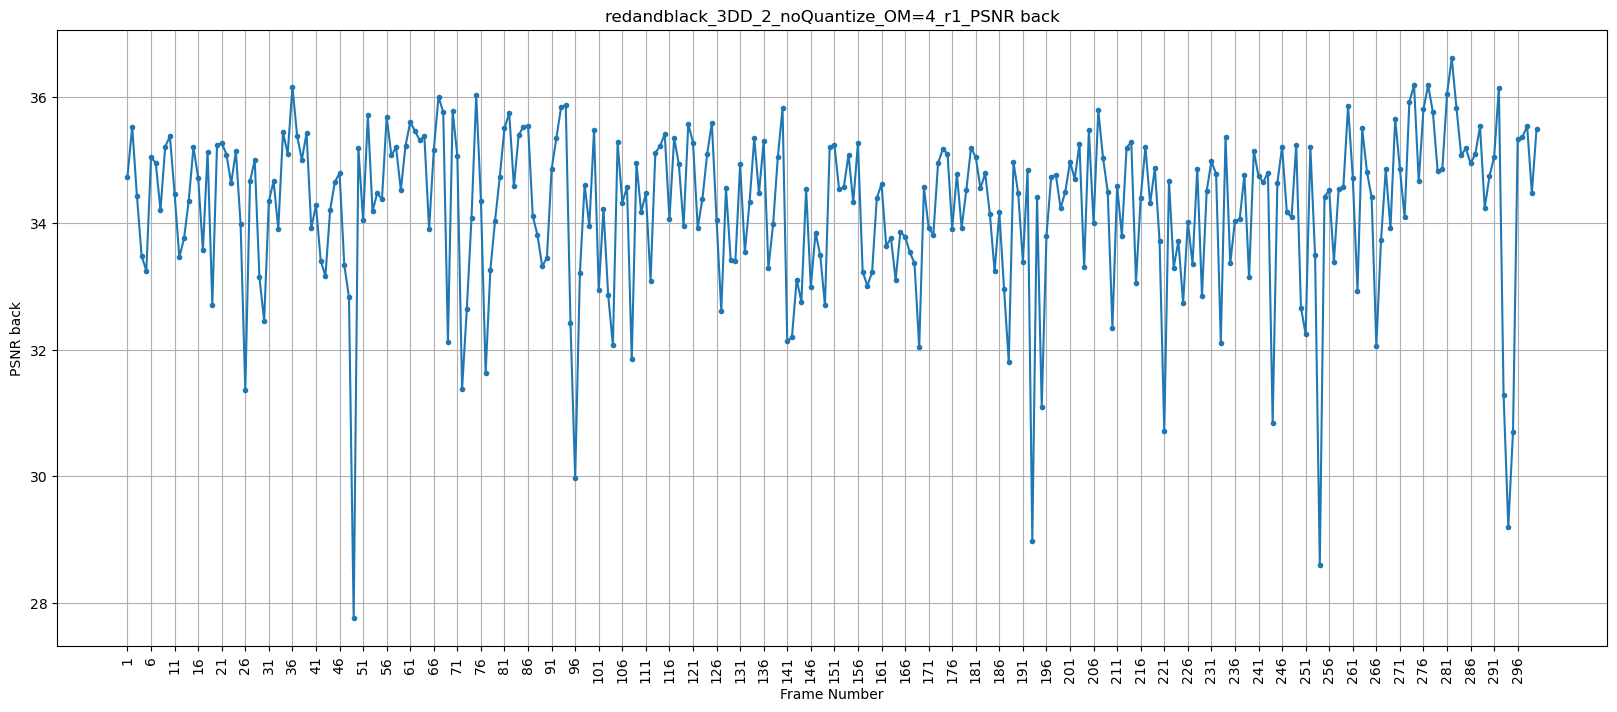 redandblack_3DD_2_noQuantize_OM=4_r1_PSNR back
PSNR back
36
34
32
30
28
1 6 11 16 21 26 31 36 41 46 51 56 61 66 71 76 81 86 91 96 101 106 111 116 121 126 131 136 141 146 151 156 161 166 171 176 181 186 191 196 201 206 211 216 221 226 231 236 241 246 251 256 261 266 271 276 281 286 291 296
Frame Number